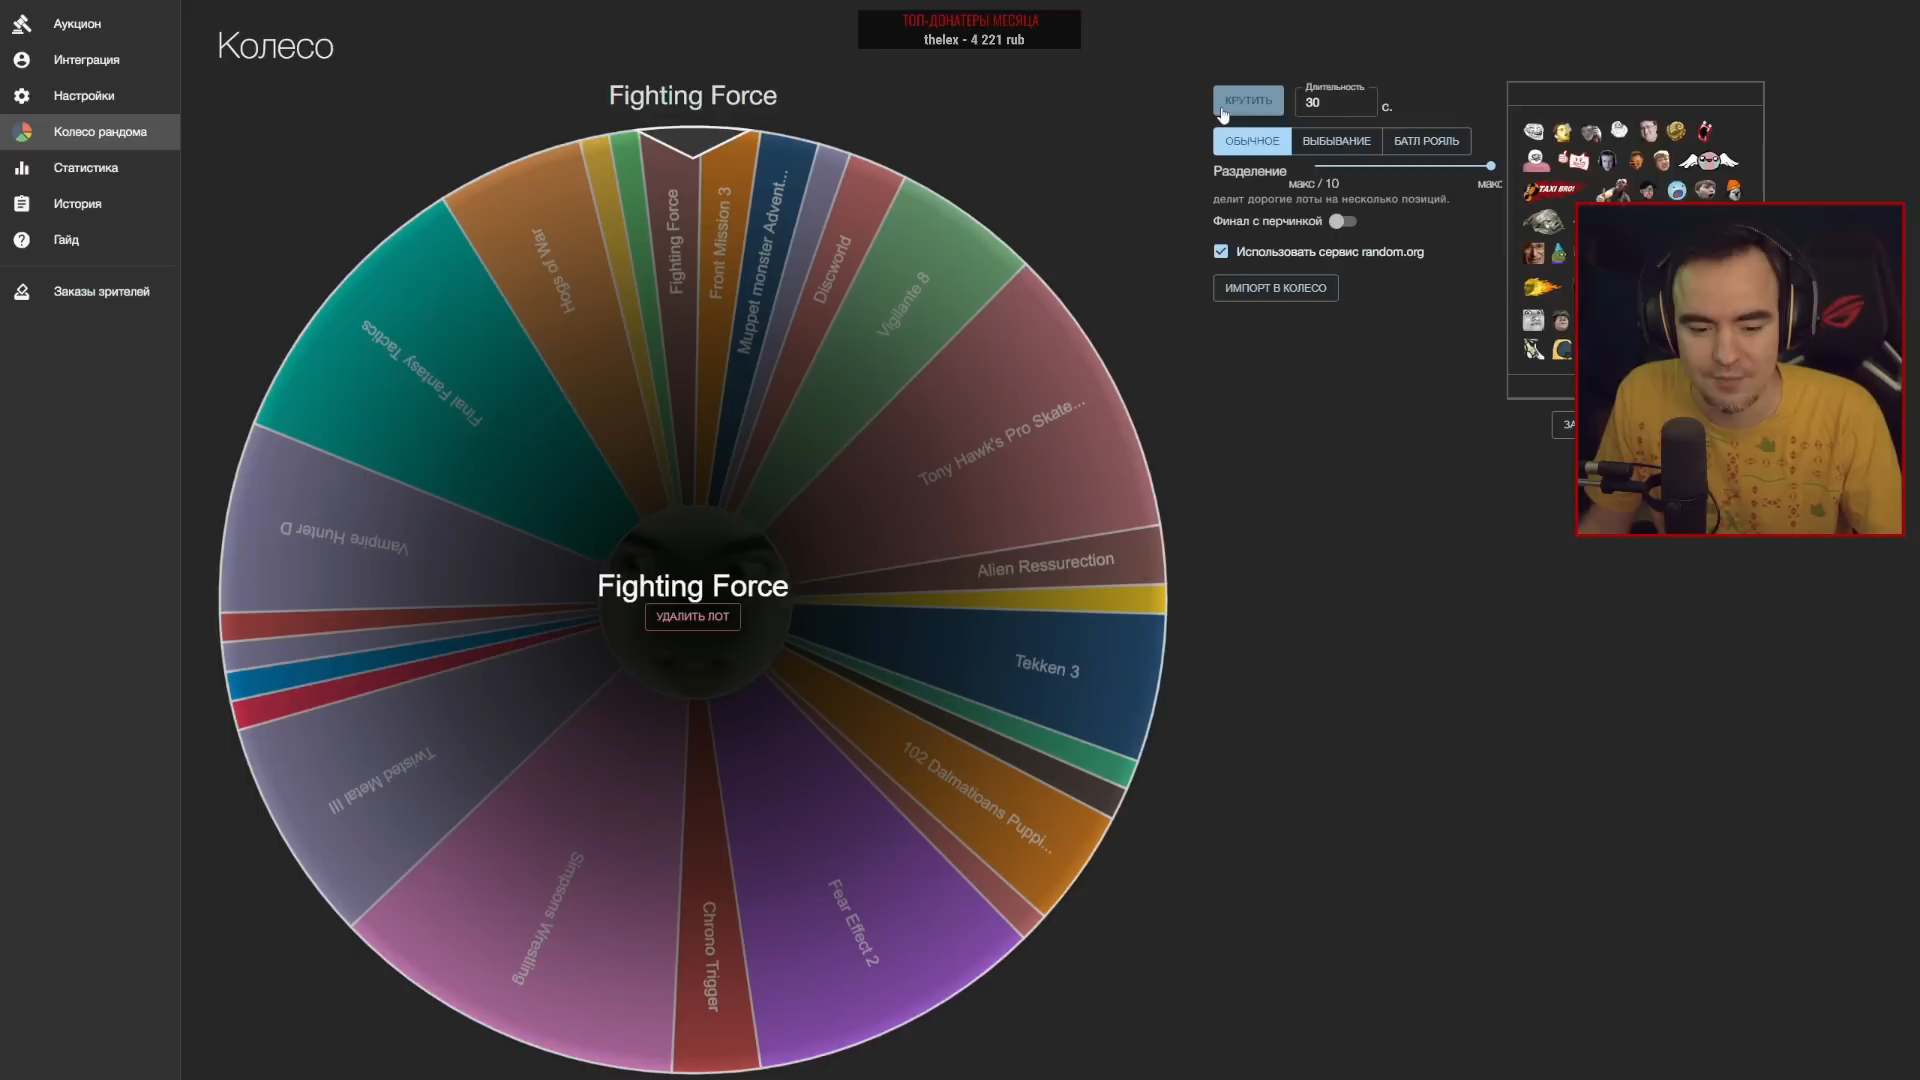 Аукцион
Интеграция
Настройки
Колесо рандома
Статистика
История
Гайд
Заказы зрителей
Колесо
ТОП-ДОНАТЕРЫ МЕСЯЦА
thelex - 4 221 rub
Fighting Force
КРУТИТЬ
Длительность
30
с.
ОБЫЧНОЕ
ВЫБЫВАНИЕ
БАТЛ РОЯЛЬ
Разделение
макс / 10
макс
делит дорогие лоты на несколько позиций.
Финал с перчинкой
Использовать сервис random.org
ИМПОРТ В КОЛЕСО
TAXI BRO!
ЗА
Fighting Force
Front Mission 3
Muppet monster Advent...
Discworld
Vigilante 8
Tony Hawk's Pro Skate...
Alien Ressurection
Tekken 3
102 Dalmatioans Puppi...
Fear Effect 2
Chrono Trigger
Simpsons Wrestling
Twisted Metal III
Vampire Hunter D
Final Fantasy Tactics
Hogs of War
Fighting Force
УДАЛИТЬ ЛОТ